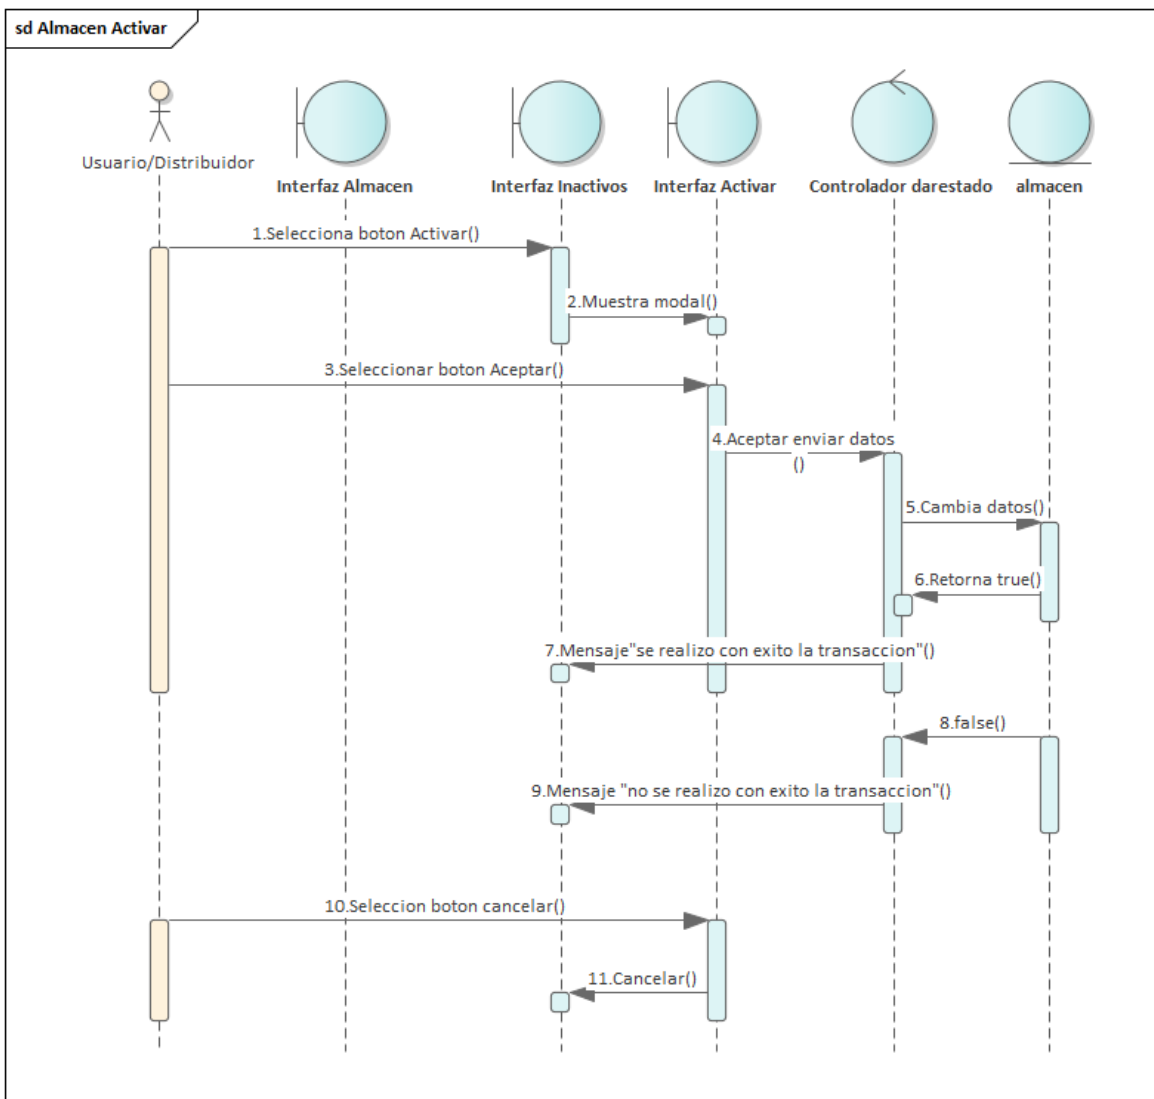 sd Almacen Activar
Usuario/Distribuidor
Interfaz Almacen
Interfaz Inactivos
Interfaz Activar
Controlador darestado
almacen
1.Selecciona boton Activar()
2.Muestra modal()
3.Seleccionar boton Aceptar()
4.Aceptar enviar datos
()
5.Cambia datos()
6.Retorna true()
7.Mensaje"se realizo con exito la transaccion"()
8.false()
9.Mensaje "no se realizo con exito la transaccion"()
10.Seleccion boton cancelar()
11.Cancelar()